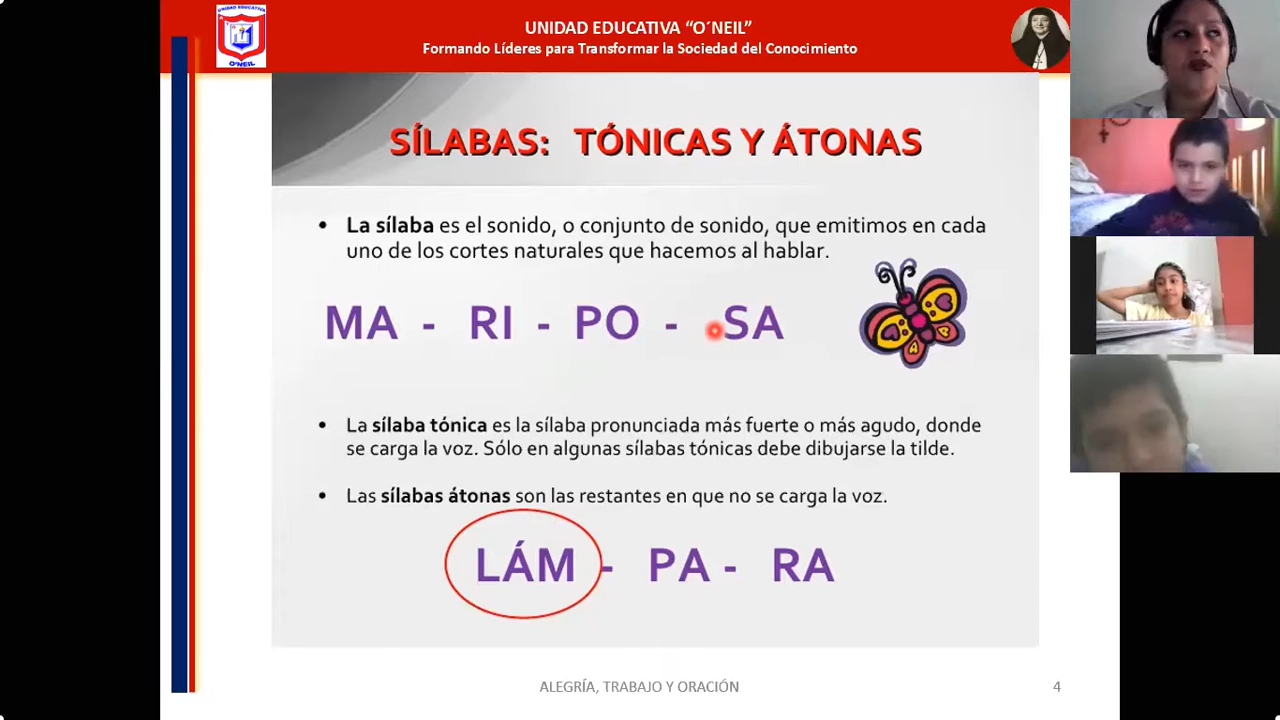 UNIDAD EDUCATIVA
O´NEIL
UNIDAD EDUCATIVA “O´NEIL”
Formando Líderes para Transformar la Sociedad del Conocimiento
SÍLABAS: TÓNICAS Y ÁTONAS
• La sílaba es el sonido, o conjunto de sonido, que emitimos en cada
uno de los cortes naturales que hacemos al hablar.
MA - RI - PO - SA
• La sílaba tónica es la sílaba pronunciada más fuerte o más agudo, donde
se carga la voz. Sólo en algunas sílabas tónicas debe dibujarse la tilde.
• Las sílabas átonas son las restantes en que no se carga la voz.
LÁM - PA - RA
ALEGRÍA, TRABAJO Y ORACIÓN
4